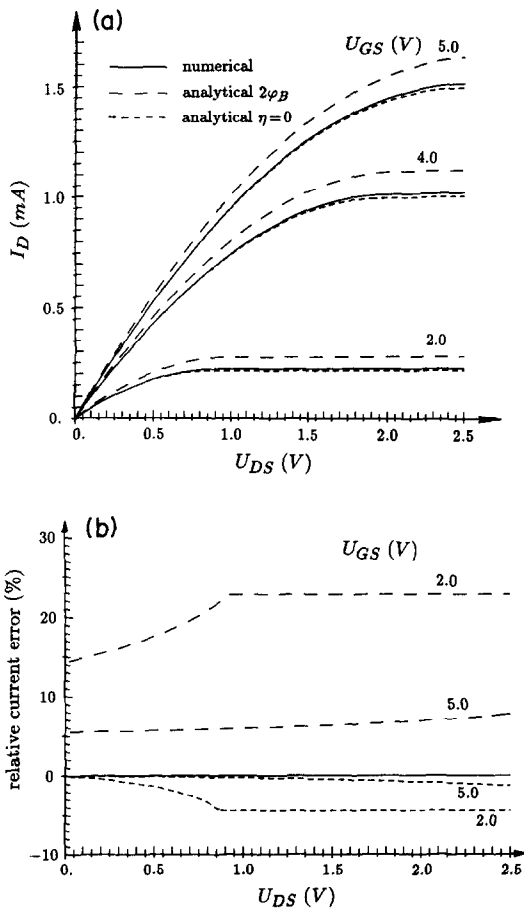 (a)
U_GS (V)
5.0
numerical
analytical 2φ_B
analytical η=0
4.0
2.0
1.5
1.0
0.5
0.
I_D (mA)
0. 0.5 1.0 1.5 2.0 2.5
U_DS (V)
(b)
U_GS (V)
2.0
5.0
5.0
2.0
30
20
10
0
−10
relative current error (%)
0. 0.5 1.0 1.5 2.0 2.5
U_DS (V)